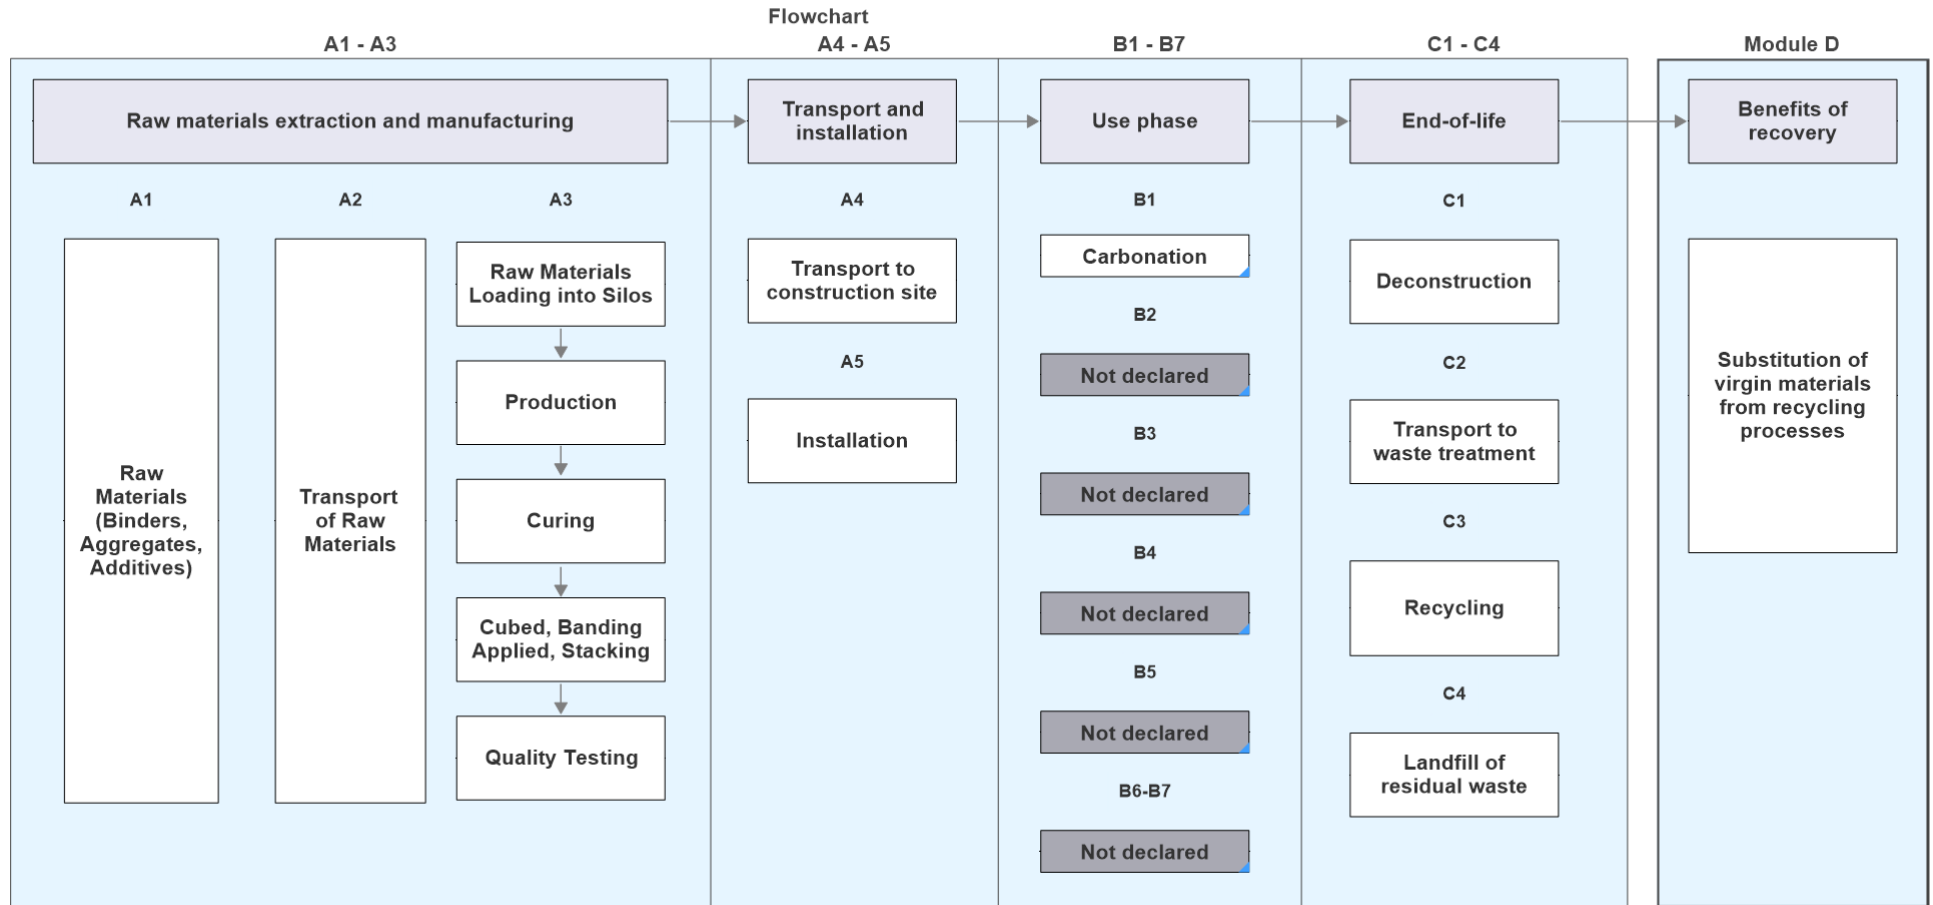 Flowchart
A1 - A3
A4 - A5
B1 - B7
C1 - C4
Module D
Raw materials extraction and manufacturing
Transport and
installation
Use phase
End-of-life
Benefits of
recovery
A1
Raw
Materials
(Binders,
Aggregates,
Additives)
A2
Transport
of Raw
Materials
A3
Raw Materials
Loading into Silos
Production
Curing
Cubed, Banding
Applied, Stacking
Quality Testing
A4
Transport to
construction site
A5
Installation
B1
Carbonation
B2
Not declared
B3
Not declared
B4
Not declared
B5
Not declared
B6-B7
Not declared
C1
Deconstruction
C2
Transport to
waste treatment
C3
Recycling
C4
Landfill of
residual waste
Substitution of
virgin materials
from recycling
processes